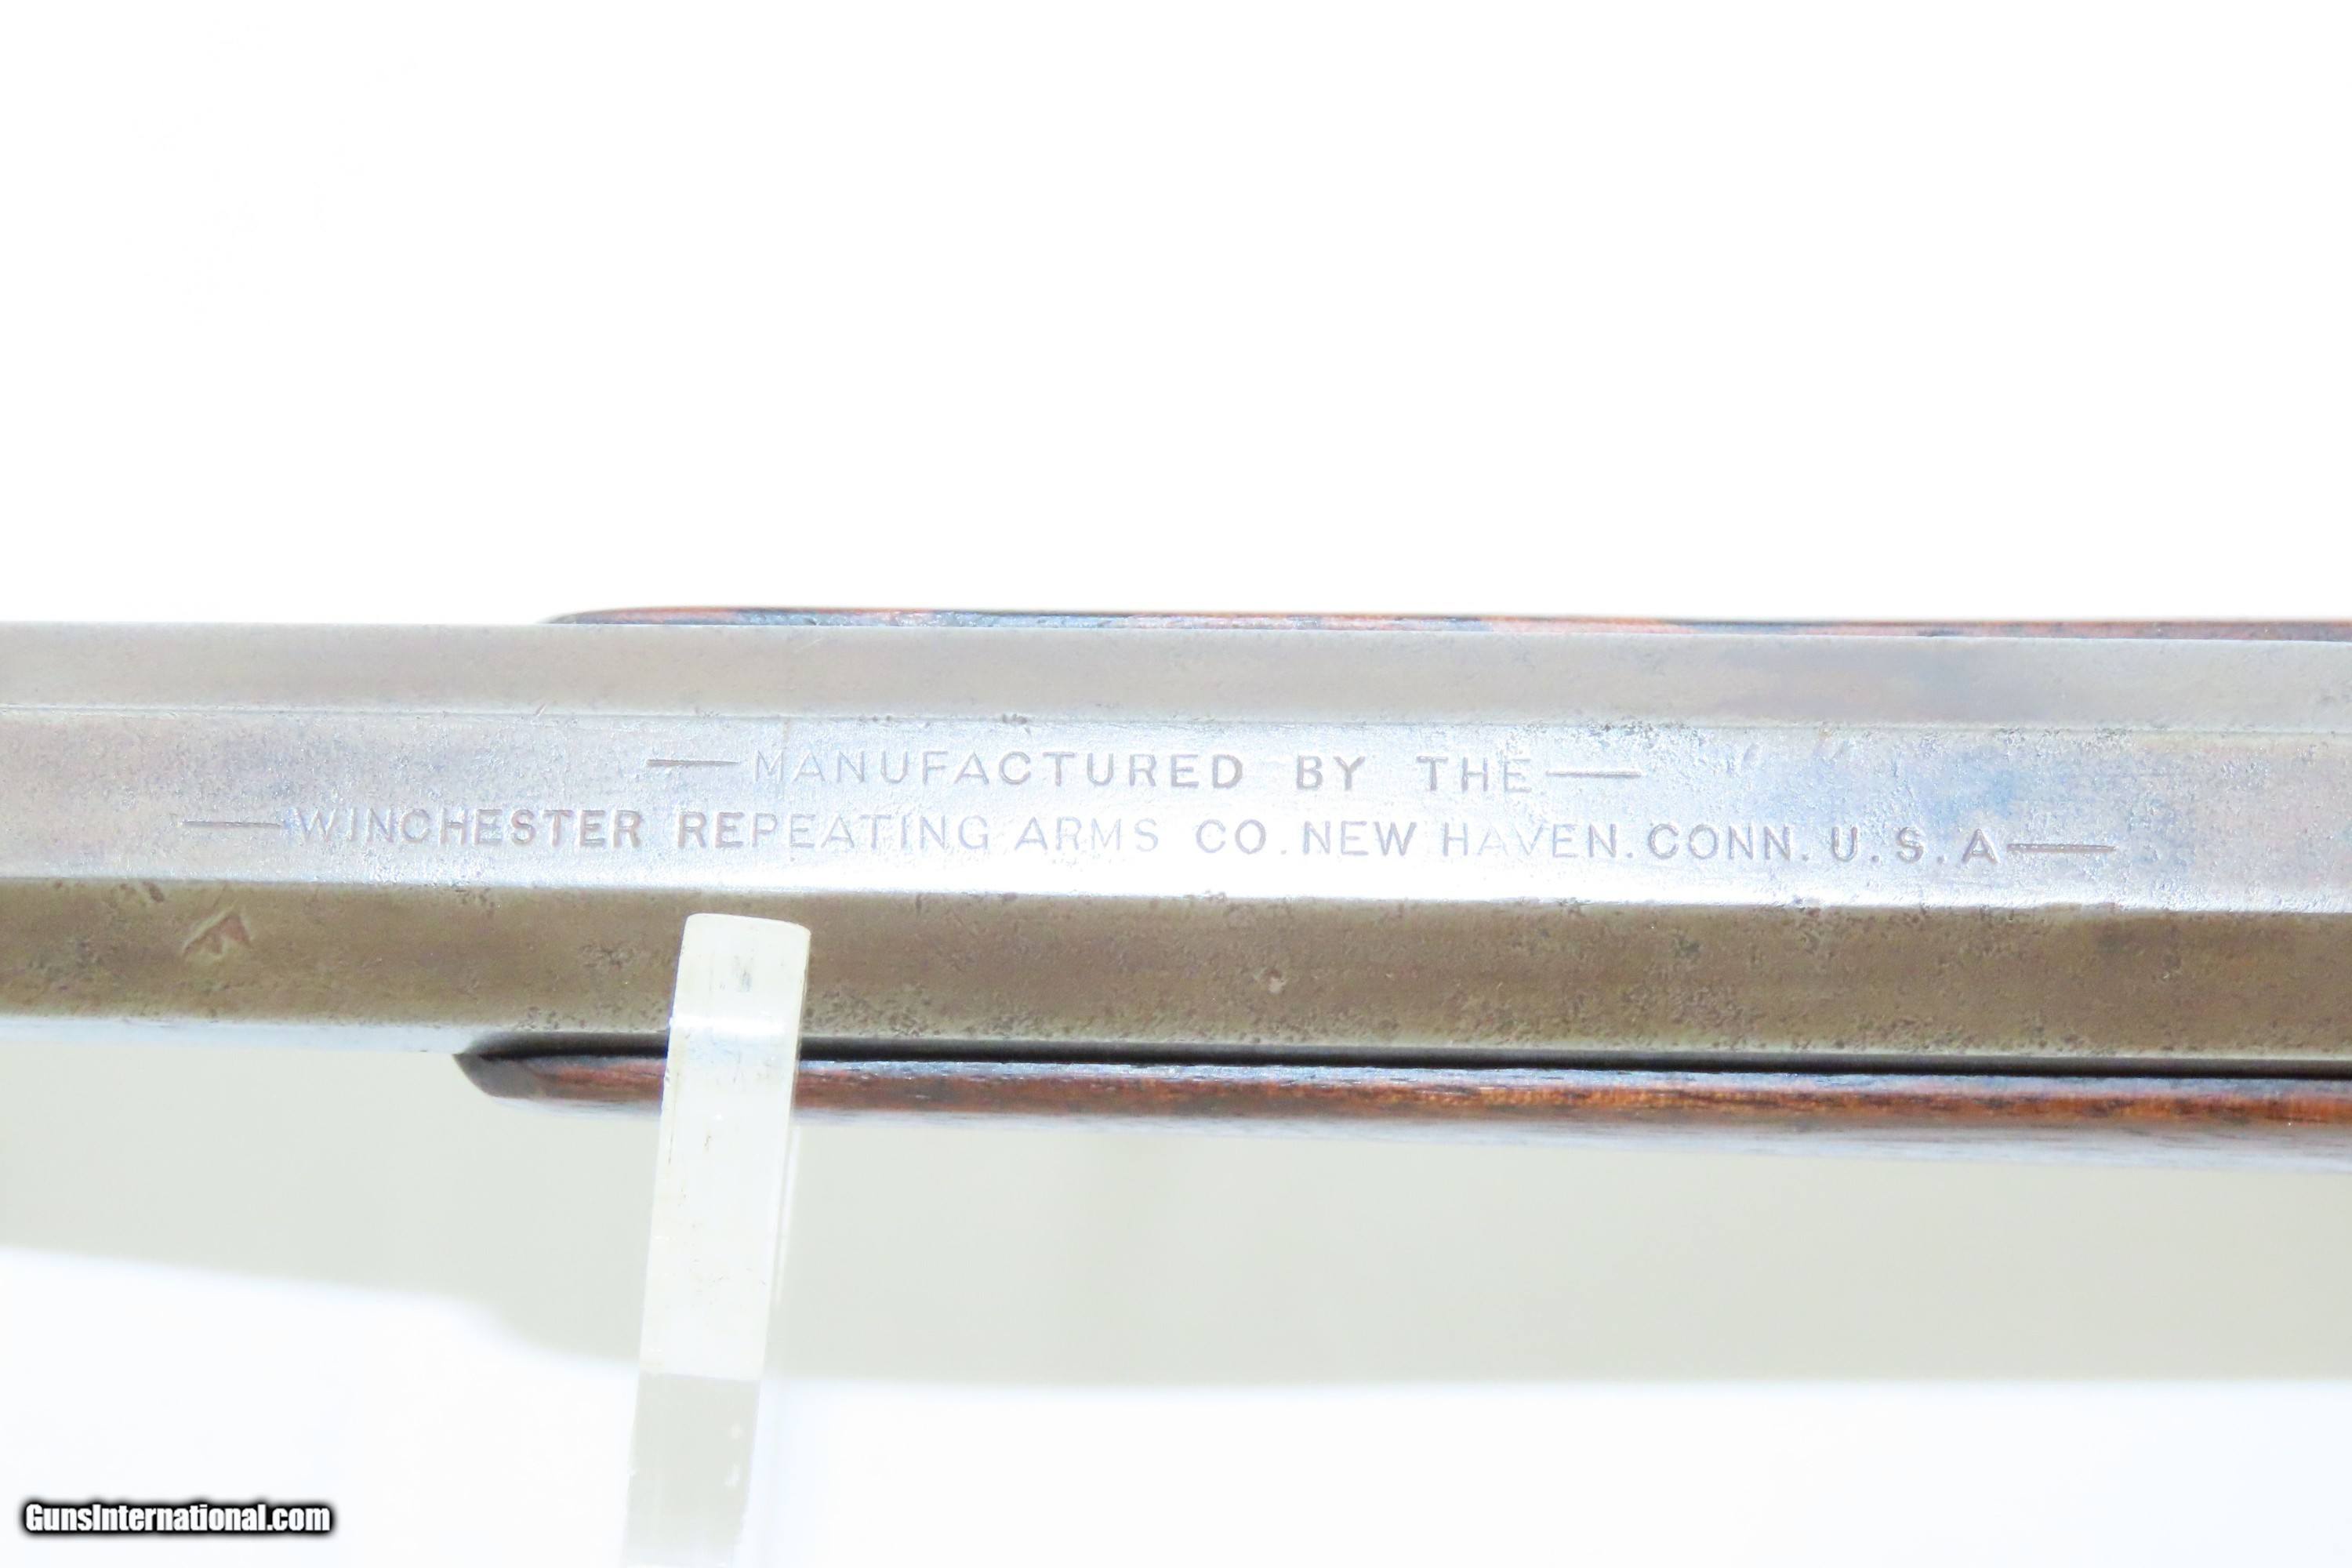 —MANUFACTURED BY THE—
—WINCHESTER REPEATING ARMS CO. NEW HAVEN. CONN. U.S.A—
GunsInternational.com